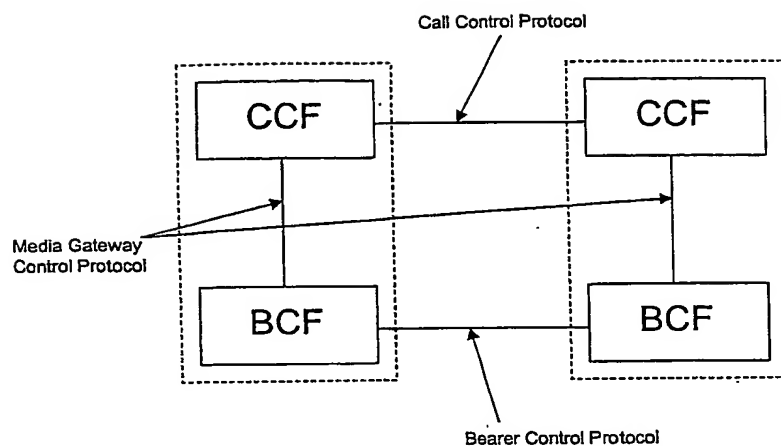 Call Control Protocol
CCF
CCF
Media Gateway
Control Protocol
BCF
BCF
Bearer Control Protocol